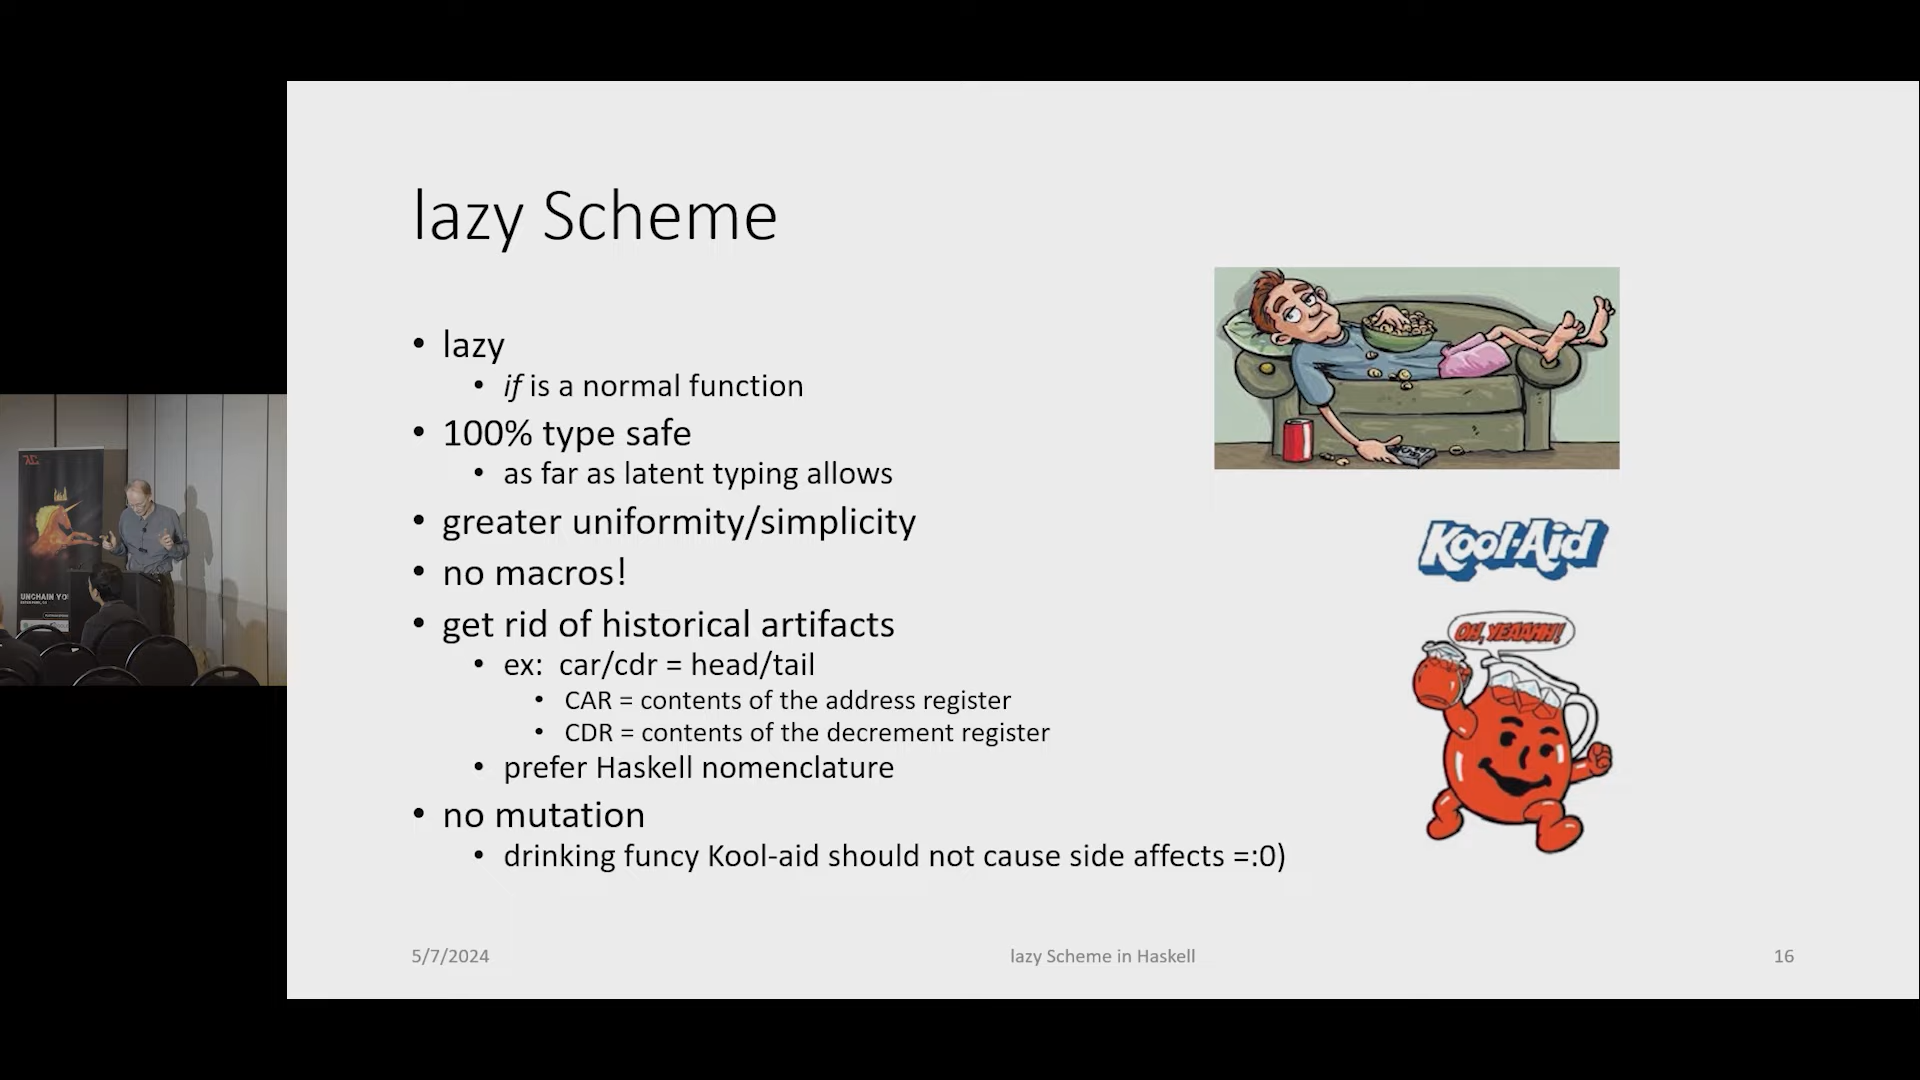 lazy Scheme
• lazy
• if is a normal function
• 100% type safe
• as far as latent typing allows
• greater uniformity/simplicity
• no macros!
• get rid of historical artifacts
• ex: car/cdr = head/tail
• CAR = contents of the address register
• CDR = contents of the decrement register
• prefer Haskell nomenclature
• no mutation
• drinking funcy Kool-aid should not cause side affects =:0)
Kool-Aid
OH, YEAAHH!
UNCHAIN YO
5/7/2024
lazy Scheme in Haskell
16